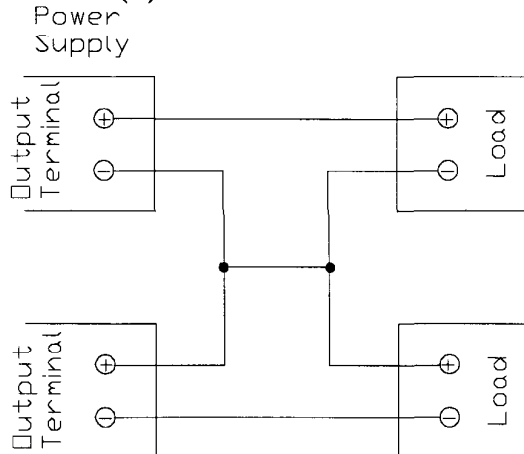 Power
Supply
Output
Terminal
+
-
+
-
Load
Output
Terminal
+
-
+
-
Load